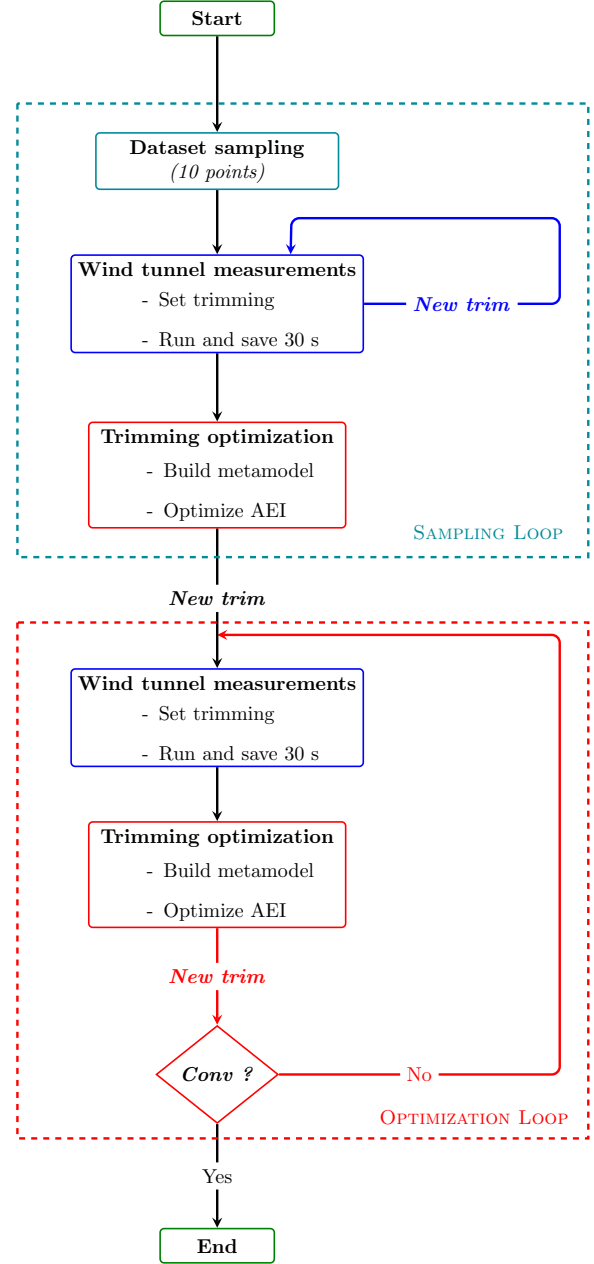 Start
Dataset sampling
(10 points)
Wind tunnel measurements
- Set trimming
- Run and save 30 s
New trim
Trimming optimization
- Build metamodel
- Optimize AEI
Sampling Loop
New trim
Wind tunnel measurements
- Set trimming
- Run and save 30 s
Trimming optimization
- Build metamodel
- Optimize AEI
New trim
Conv ?
No
Optimization Loop
Yes
End